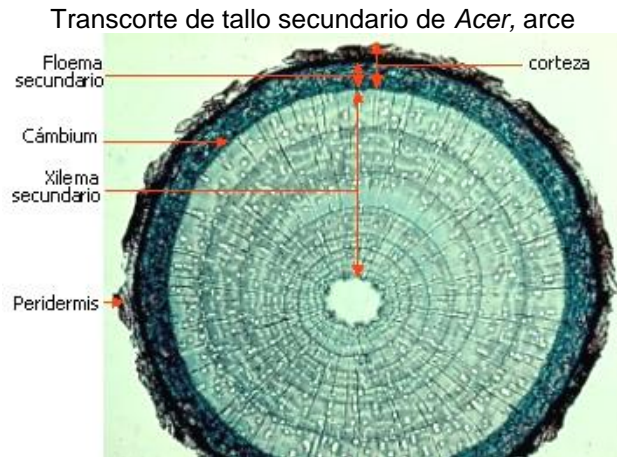 Transcorte de tallo secundario de Acer, arce
Floema
secundario
corteza
Cámbium
Xilema
secundario
Peridermis